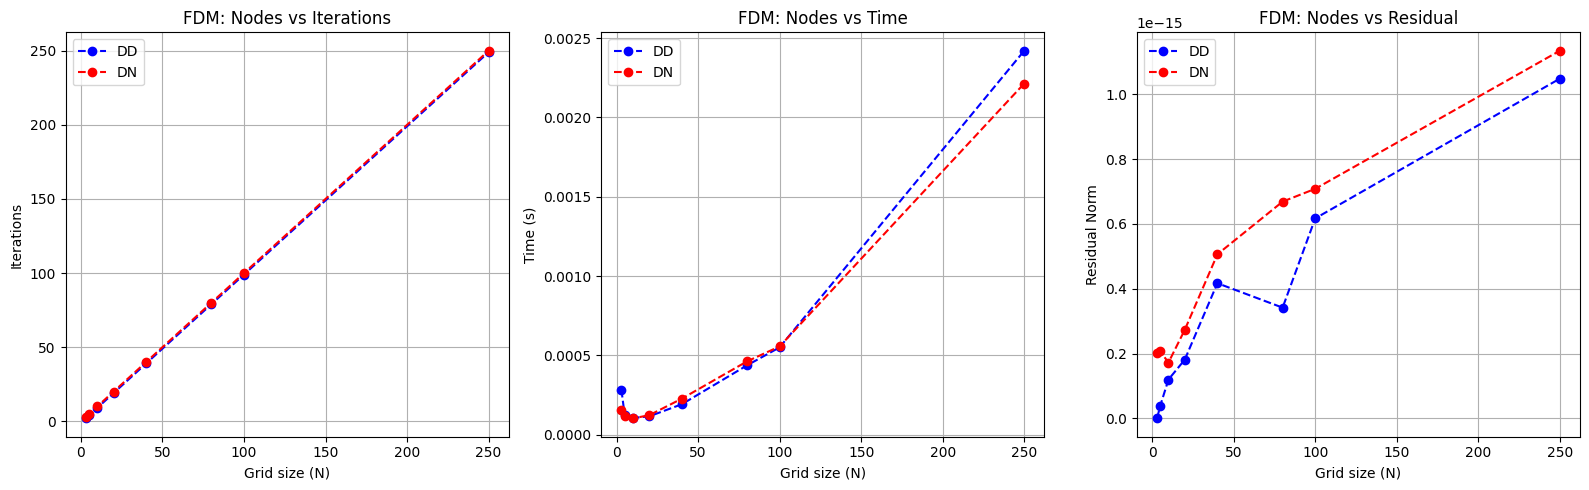 FDM: Nodes vs Iterations
DD
DN
250
200
150
100
50
0
Iterations
0 50 100 150 200 250
Grid size (N)
FDM: Nodes vs Time
DD
DN
0.0025
0.0020
0.0015
0.0010
0.0005
0.0000
Time (s)
0 50 100 150 200 250
Grid size (N)
1e−15
FDM: Nodes vs Residual
DD
DN
1.0
0.8
0.6
0.4
0.2
0.0
Residual Norm
0 50 100 150 200 250
Grid size (N)